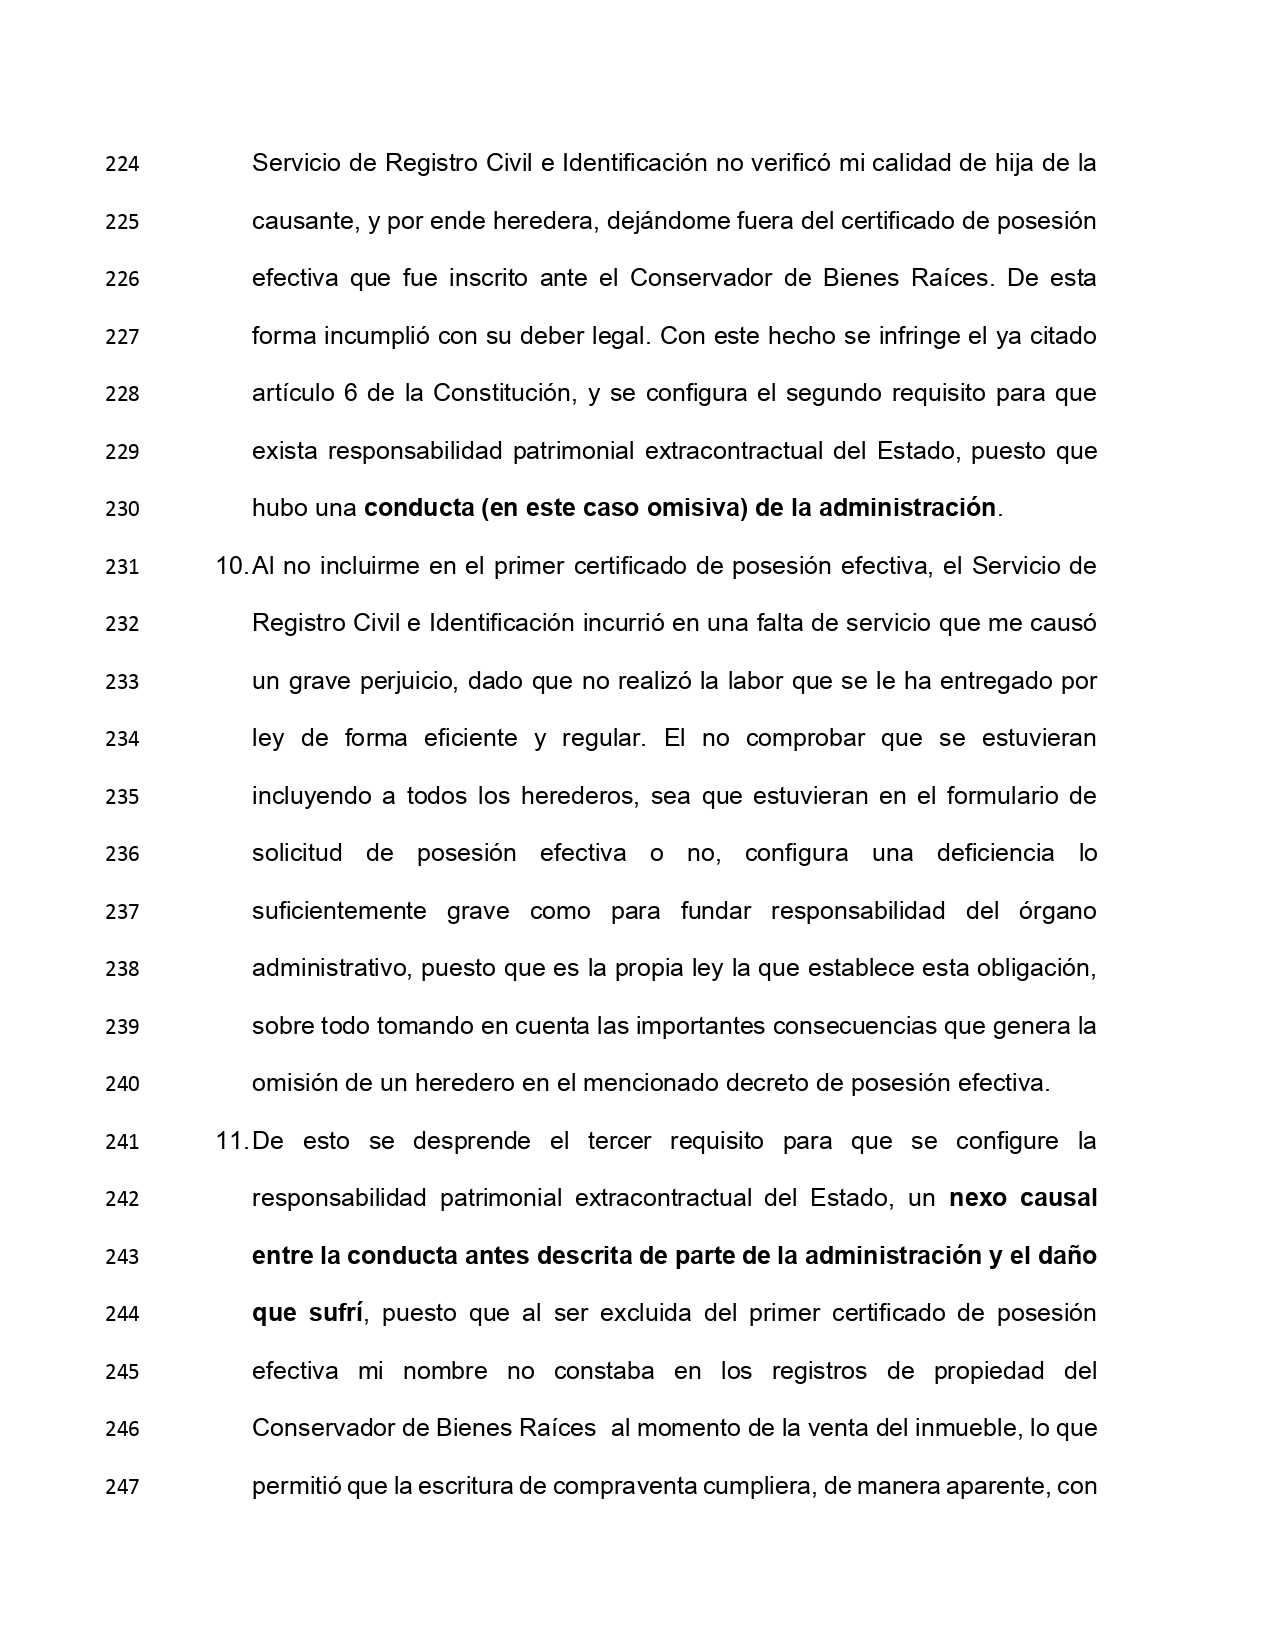 224 Servicio de Registro Civil e Identificación no verificó mi calidad de hija de la
225 causante, y por ende heredera, dejándome fuera del certificado de posesión
226 efectiva que fue inscrito ante el Conservador de Bienes Raíces. De esta
227 forma incumplió con su deber legal. Con este hecho se infringe el ya citado
228 artículo 6 de la Constitución, y se configura el segundo requisito para que
229 exista responsabilidad patrimonial extracontractual del Estado, puesto que
230 hubo una conducta (en este caso omisiva) de la administración.
231 10. Al no incluirme en el primer certificado de posesión efectiva, el Servicio de
232 Registro Civil e Identificación incurrió en una falta de servicio que me causó
233 un grave perjuicio, dado que no realizó la labor que se le ha entregado por
234 ley de forma eficiente y regular. El no comprobar que se estuvieran
235 incluyendo a todos los herederos, sea que estuvieran en el formulario de
236 solicitud de posesión efectiva o no, configura una deficiencia lo
237 suficientemente grave como para fundar responsabilidad del órgano
238 administrativo, puesto que es la propia ley la que establece esta obligación,
239 sobre todo tomando en cuenta las importantes consecuencias que genera la
240 omisión de un heredero en el mencionado decreto de posesión efectiva.
241 11. De esto se desprende el tercer requisito para que se configure la
242 responsabilidad patrimonial extracontractual del Estado, un nexo causal
243 entre la conducta antes descrita de parte de la administración y el daño
244 que sufrí, puesto que al ser excluida del primer certificado de posesión
245 efectiva mi nombre no constaba en los registros de propiedad del
246 Conservador de Bienes Raíces al momento de la venta del inmueble, lo que
247 permitió que la escritura de compraventa cumpliera, de manera aparente, con